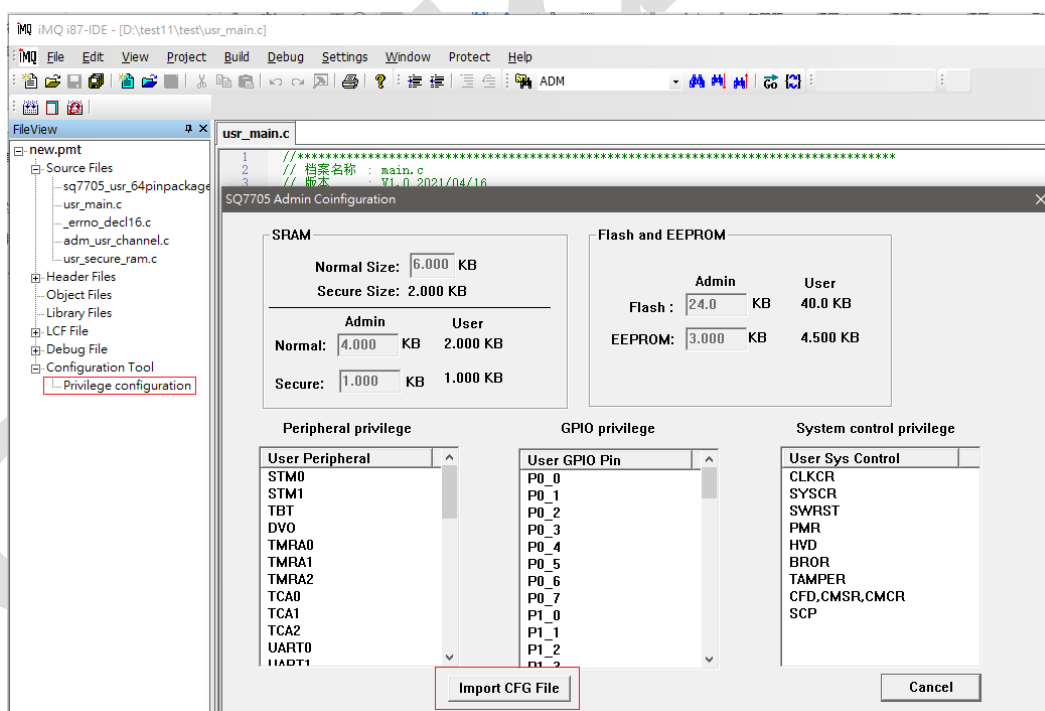 iMQ i87-IDE - [D:\test11\test\usr_main.c]
File Edit View Project Build Debug Settings Window Protect Help
ADM
FileView
usr_main.c
new.pmt
Source Files
sq7705_usr_64pinpackage
usr_main.c
_errno_decl16.c
adm_usr_channel.c
usr_secure_ram.c
Header Files
Object Files
Library Files
LCF File
Debug File
Configuration Tool
Privilege configuration
1 //*************************************************************************************
2 // 档案名称 : main.c
3 // 版本 : V1.0 2021/04/16
SQ7705 Admin Coinfiguration
SRAM
Normal Size: 6.000 KB
Secure Size: 2.000 KB
Admin User
Normal: 4.000 KB 2.000 KB
Secure: 1.000 KB 1.000 KB
Flash and EEPROM
Admin User
Flash : 24.0 KB 40.0 KB
EEPROM: 3.000 KB 4.500 KB
Peripheral privilege
User Peripheral
STM0
STM1
TBT
DVO
TMRA0
TMRA1
TMRA2
TCA0
TCA1
TCA2
UART0
UART1
GPIO privilege
User GPIO Pin
P0_0
P0_1
P0_2
P0_3
P0_4
P0_5
P0_6
P0_7
P1_0
P1_1
P1_2
P1_3
System control privilege
User Sys Control
CLKCR
SYSCR
SWRST
PMR
HVD
BROR
TAMPER
CFD,CMSR,CMCR
SCP
Import CFG File
Cancel